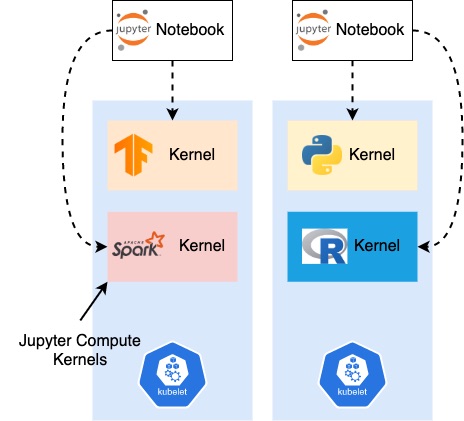 jupyter Notebook
jupyter Notebook
Kernel
Kernel
APACHE
Spark Kernel
R Kernel
Jupyter Compute
Kernels
kubelet
kubelet